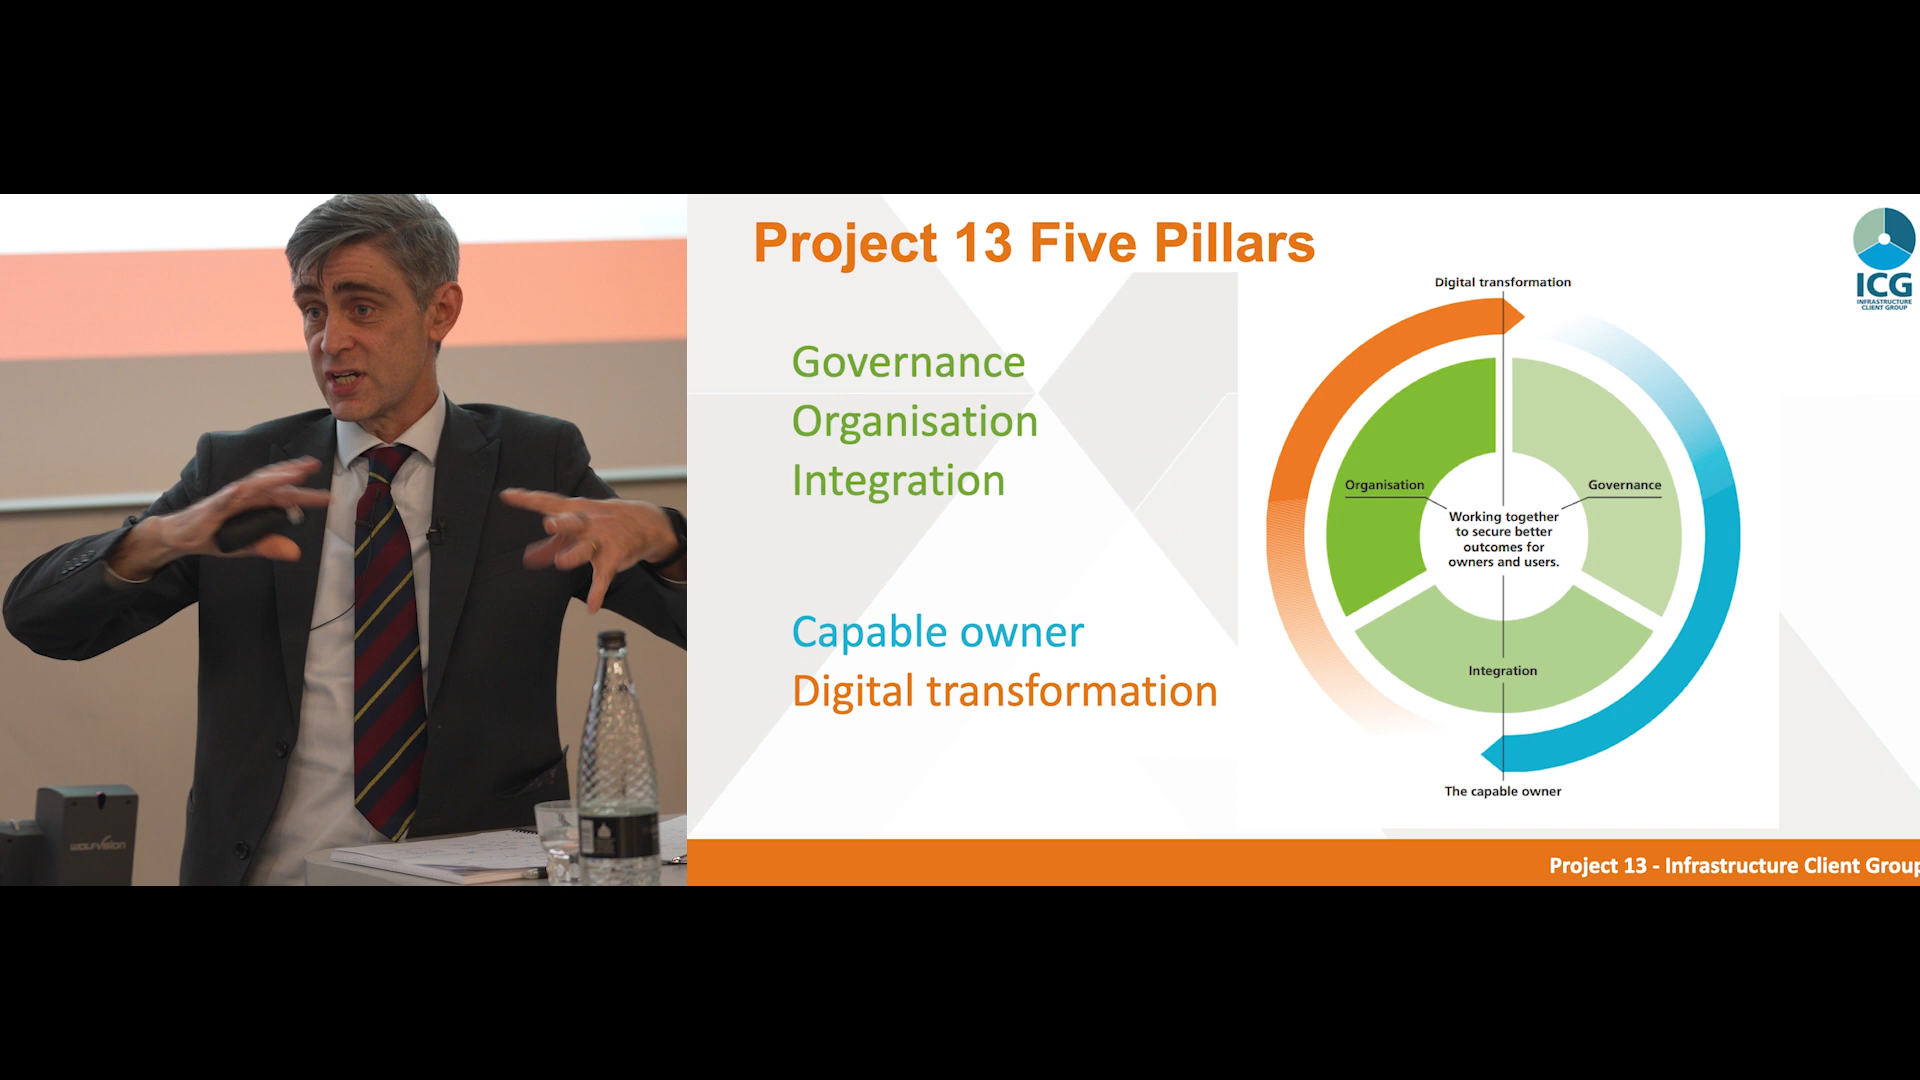 Project 13 Five Pillars
Governance
Organisation
Integration
Capable owner
Digital transformation
Digital transformation
Organisation
Governance
Working together
to secure better
outcomes for
owners and users.
Integration
The capable owner
ICG
INFRASTRUCTURE
CLIENT GROUP
Project 13 - Infrastructure Client Group
WOLFVISION